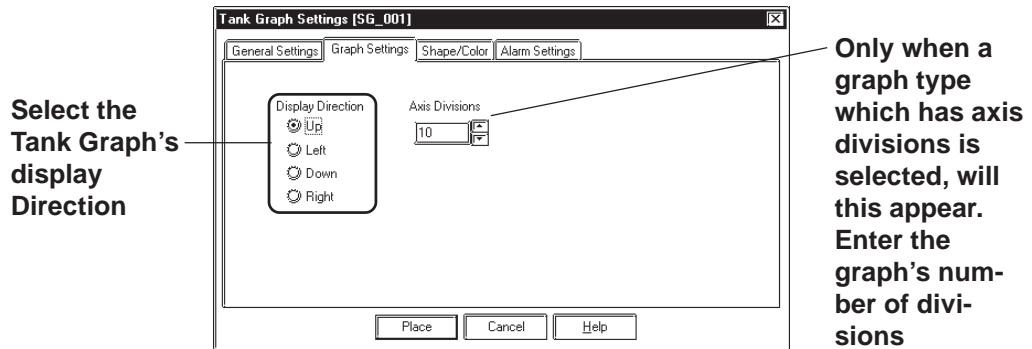 Tank Graph Settings [SG_001]
General Settings Graph Settings Shape/Color Alarm Settings
Select the
Tank Graph's
display
Direction
Display Direction
Up
Left
Down
Right
Axis Divisions
10
Only when a
graph type
which has axis
divisions is
selected, will
this appear.
Enter the
graph's num-
ber of divi-
sions
Place Cancel Help